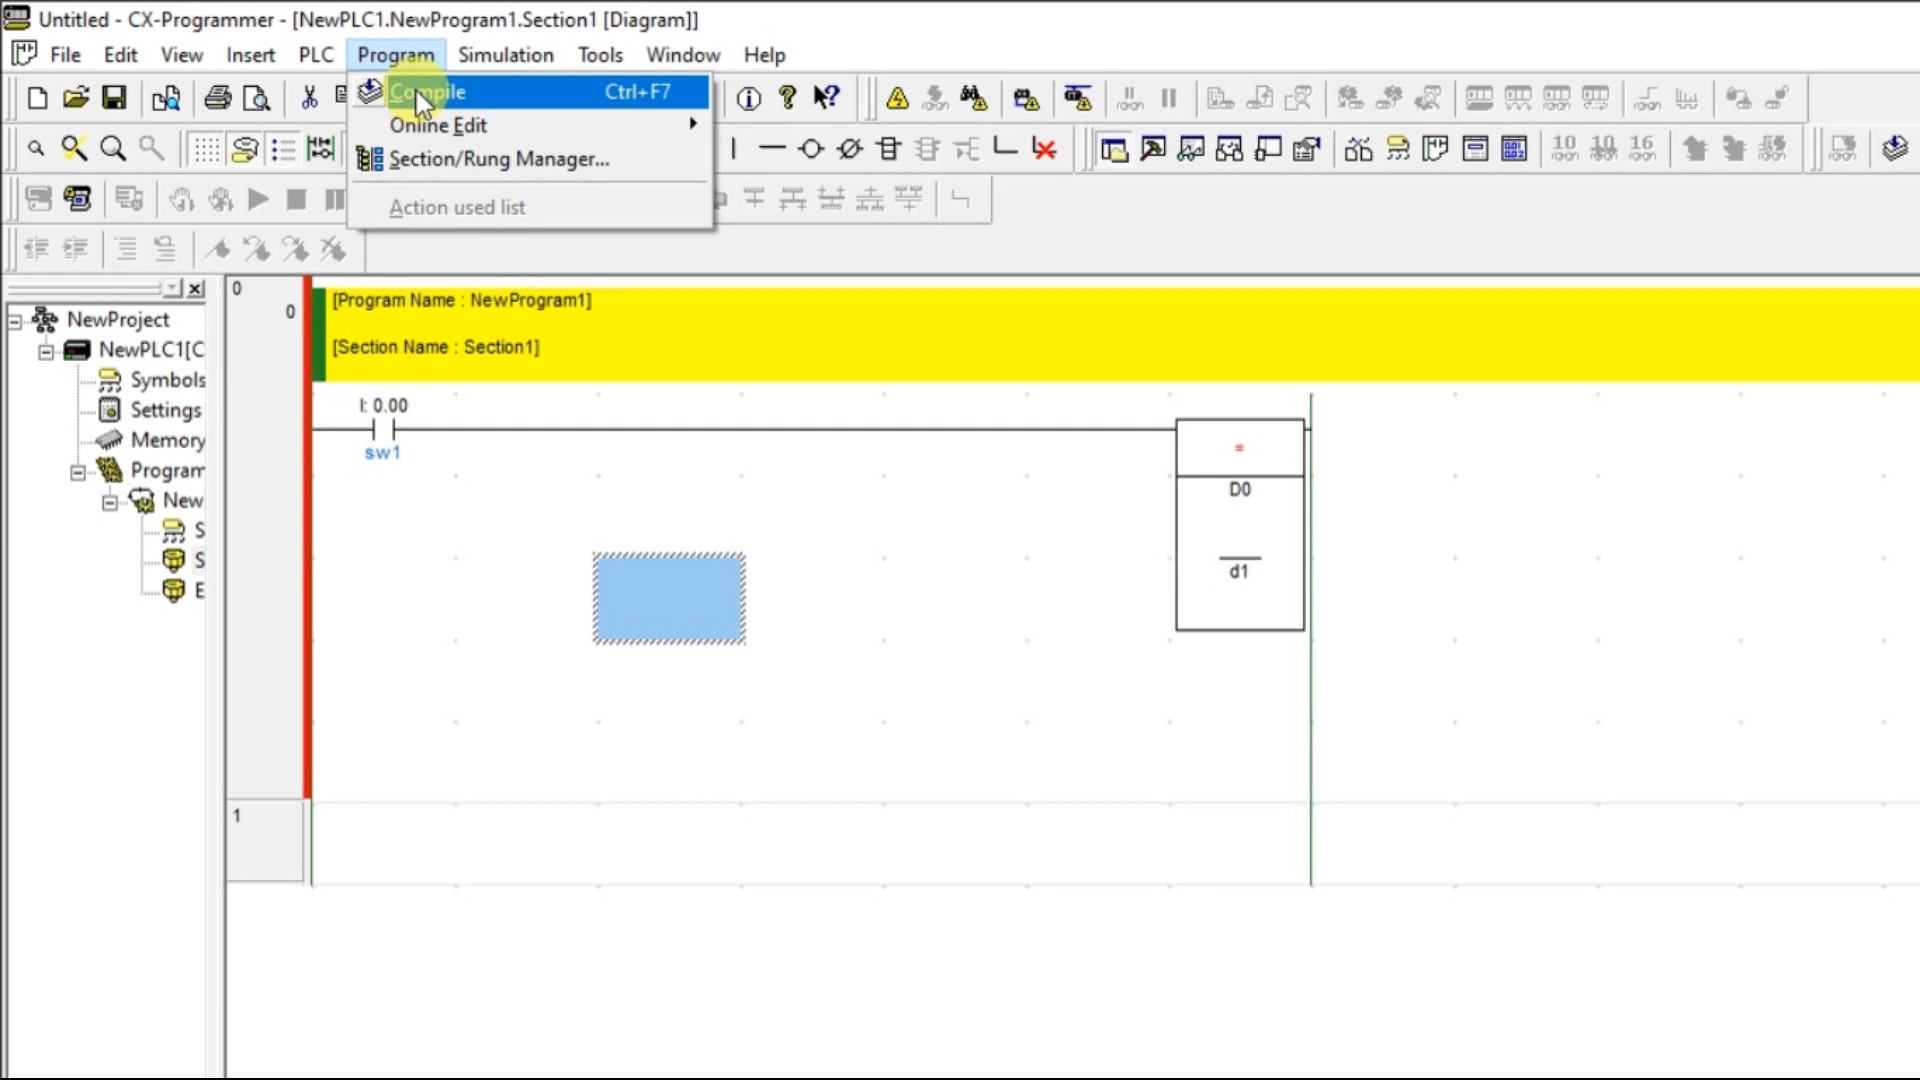 Untitled - CX-Programmer - [NewPLC1.NewProgram1.Section1 [Diagram]]
File Edit View Insert PLC Program Simulation Tools Window Help
Compile Ctrl+F7
Online Edit
Section/Rung Manager...
Action used list
10 10 16
NewProject
NewPLC1[C
Symbols
Settings
Memory
Program
New
S
S
E
0
0
[Program Name : NewProgram1]
[Section Name : Section1]
I: 0.00
sw1
=
D0
d1
1